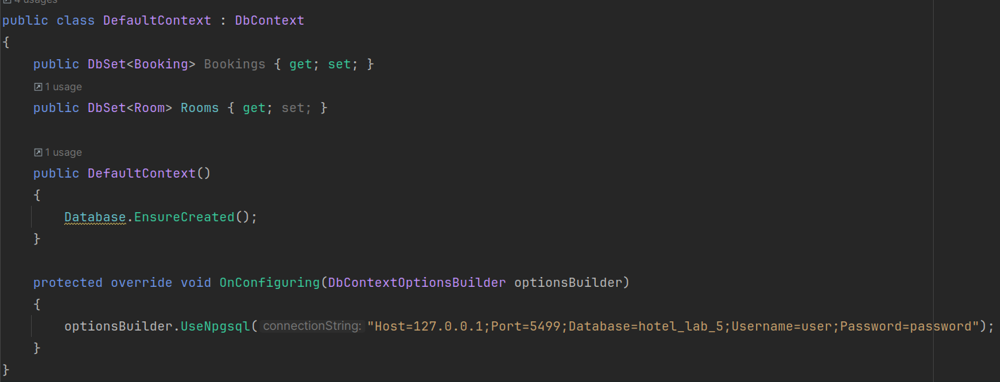 4 usages
public class DefaultContext : DbContext
{
    public DbSet<Booking> Bookings { get; set; }
    1 usage
    public DbSet<Room> Rooms { get; set; }
    1 usage
    public DefaultContext()
    {
        Database.EnsureCreated();
    }
    protected override void OnConfiguring(DbContextOptionsBuilder optionsBuilder)
    {
        optionsBuilder.UseNpgsql( connectionString: "Host=127.0.0.1;Port=5499;Database=hotel_lab_5;Username=user;Password=password");
    }
}